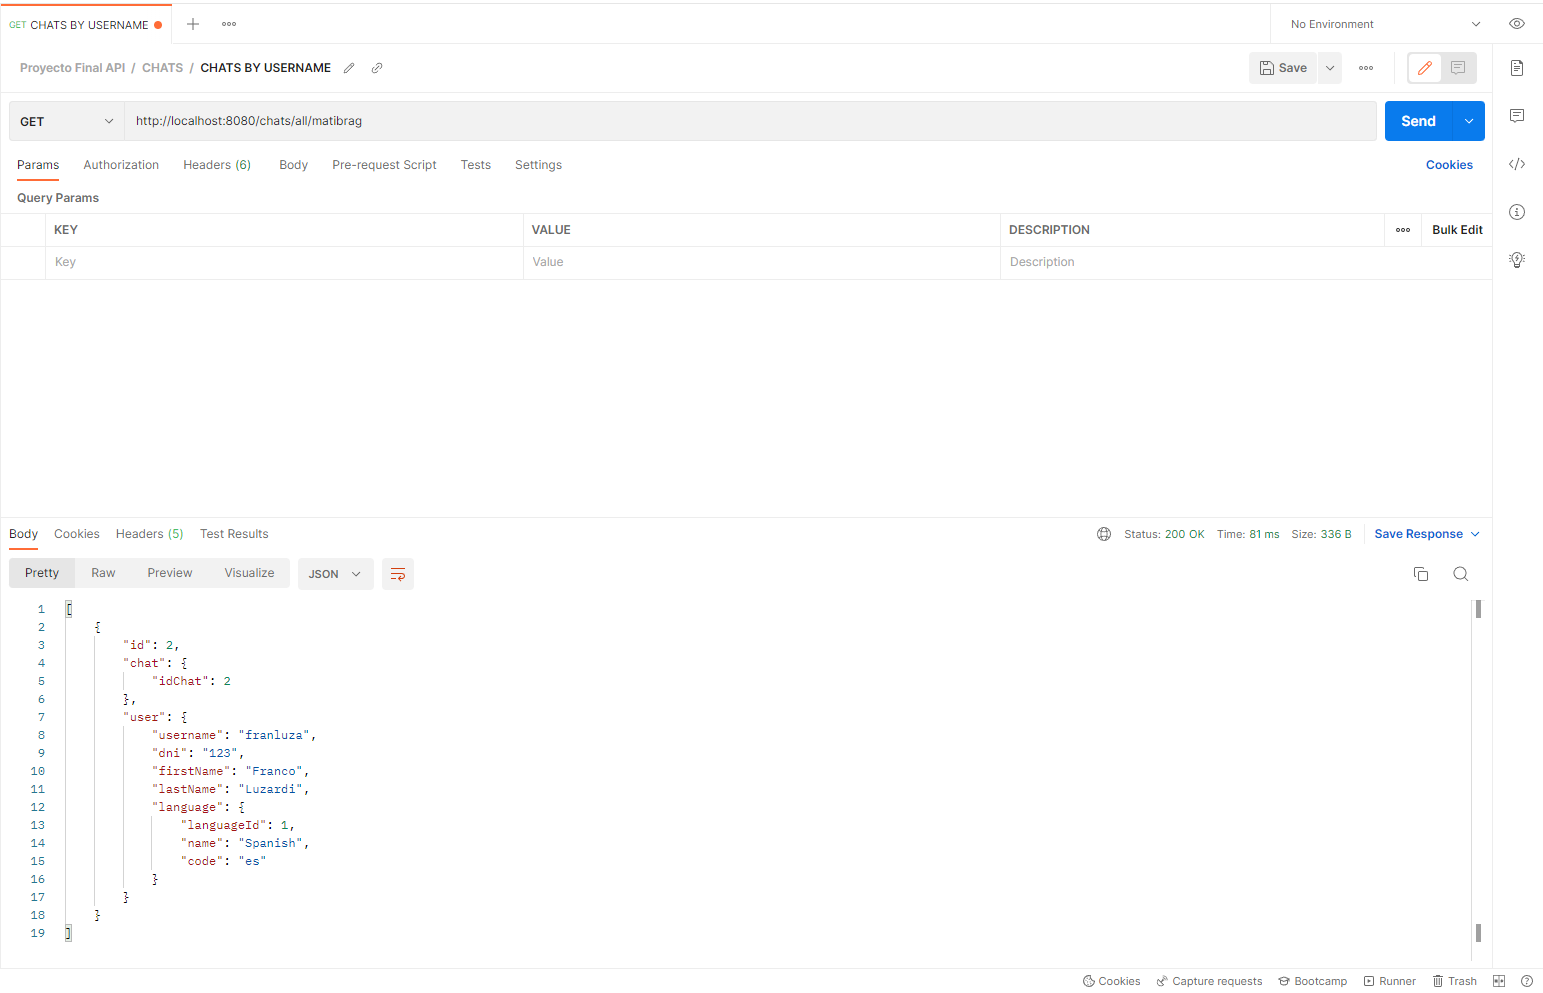 GET CHATS BY USERNAME
No Environment
Proyecto Final API / CHATS / CHATS BY USERNAME
Save
GET http://localhost:8080/chats/all/matibrag Send
Params Authorization Headers (6) Body Pre-request Script Tests Settings Cookies
Query Params
KEY VALUE DESCRIPTION Bulk Edit
Key Value Description
Body Cookies Headers (5) Test Results Status: 200 OK Time: 81 ms Size: 336 B Save Response
Pretty Raw Preview Visualize JSON
1 [
2 {
3 "id": 2,
4 "chat": {
5 "idChat": 2
6 },
7 "user": {
8 "username": "franluza",
9 "dni": "123",
10 "firstName": "Franco",
11 "lastName": "Luzardi",
12 "language": {
13 "languageId": 1,
14 "name": "Spanish",
15 "code": "es"
16 }
17 }
18 }
19 ]
Cookies Capture requests Bootcamp Runner Trash